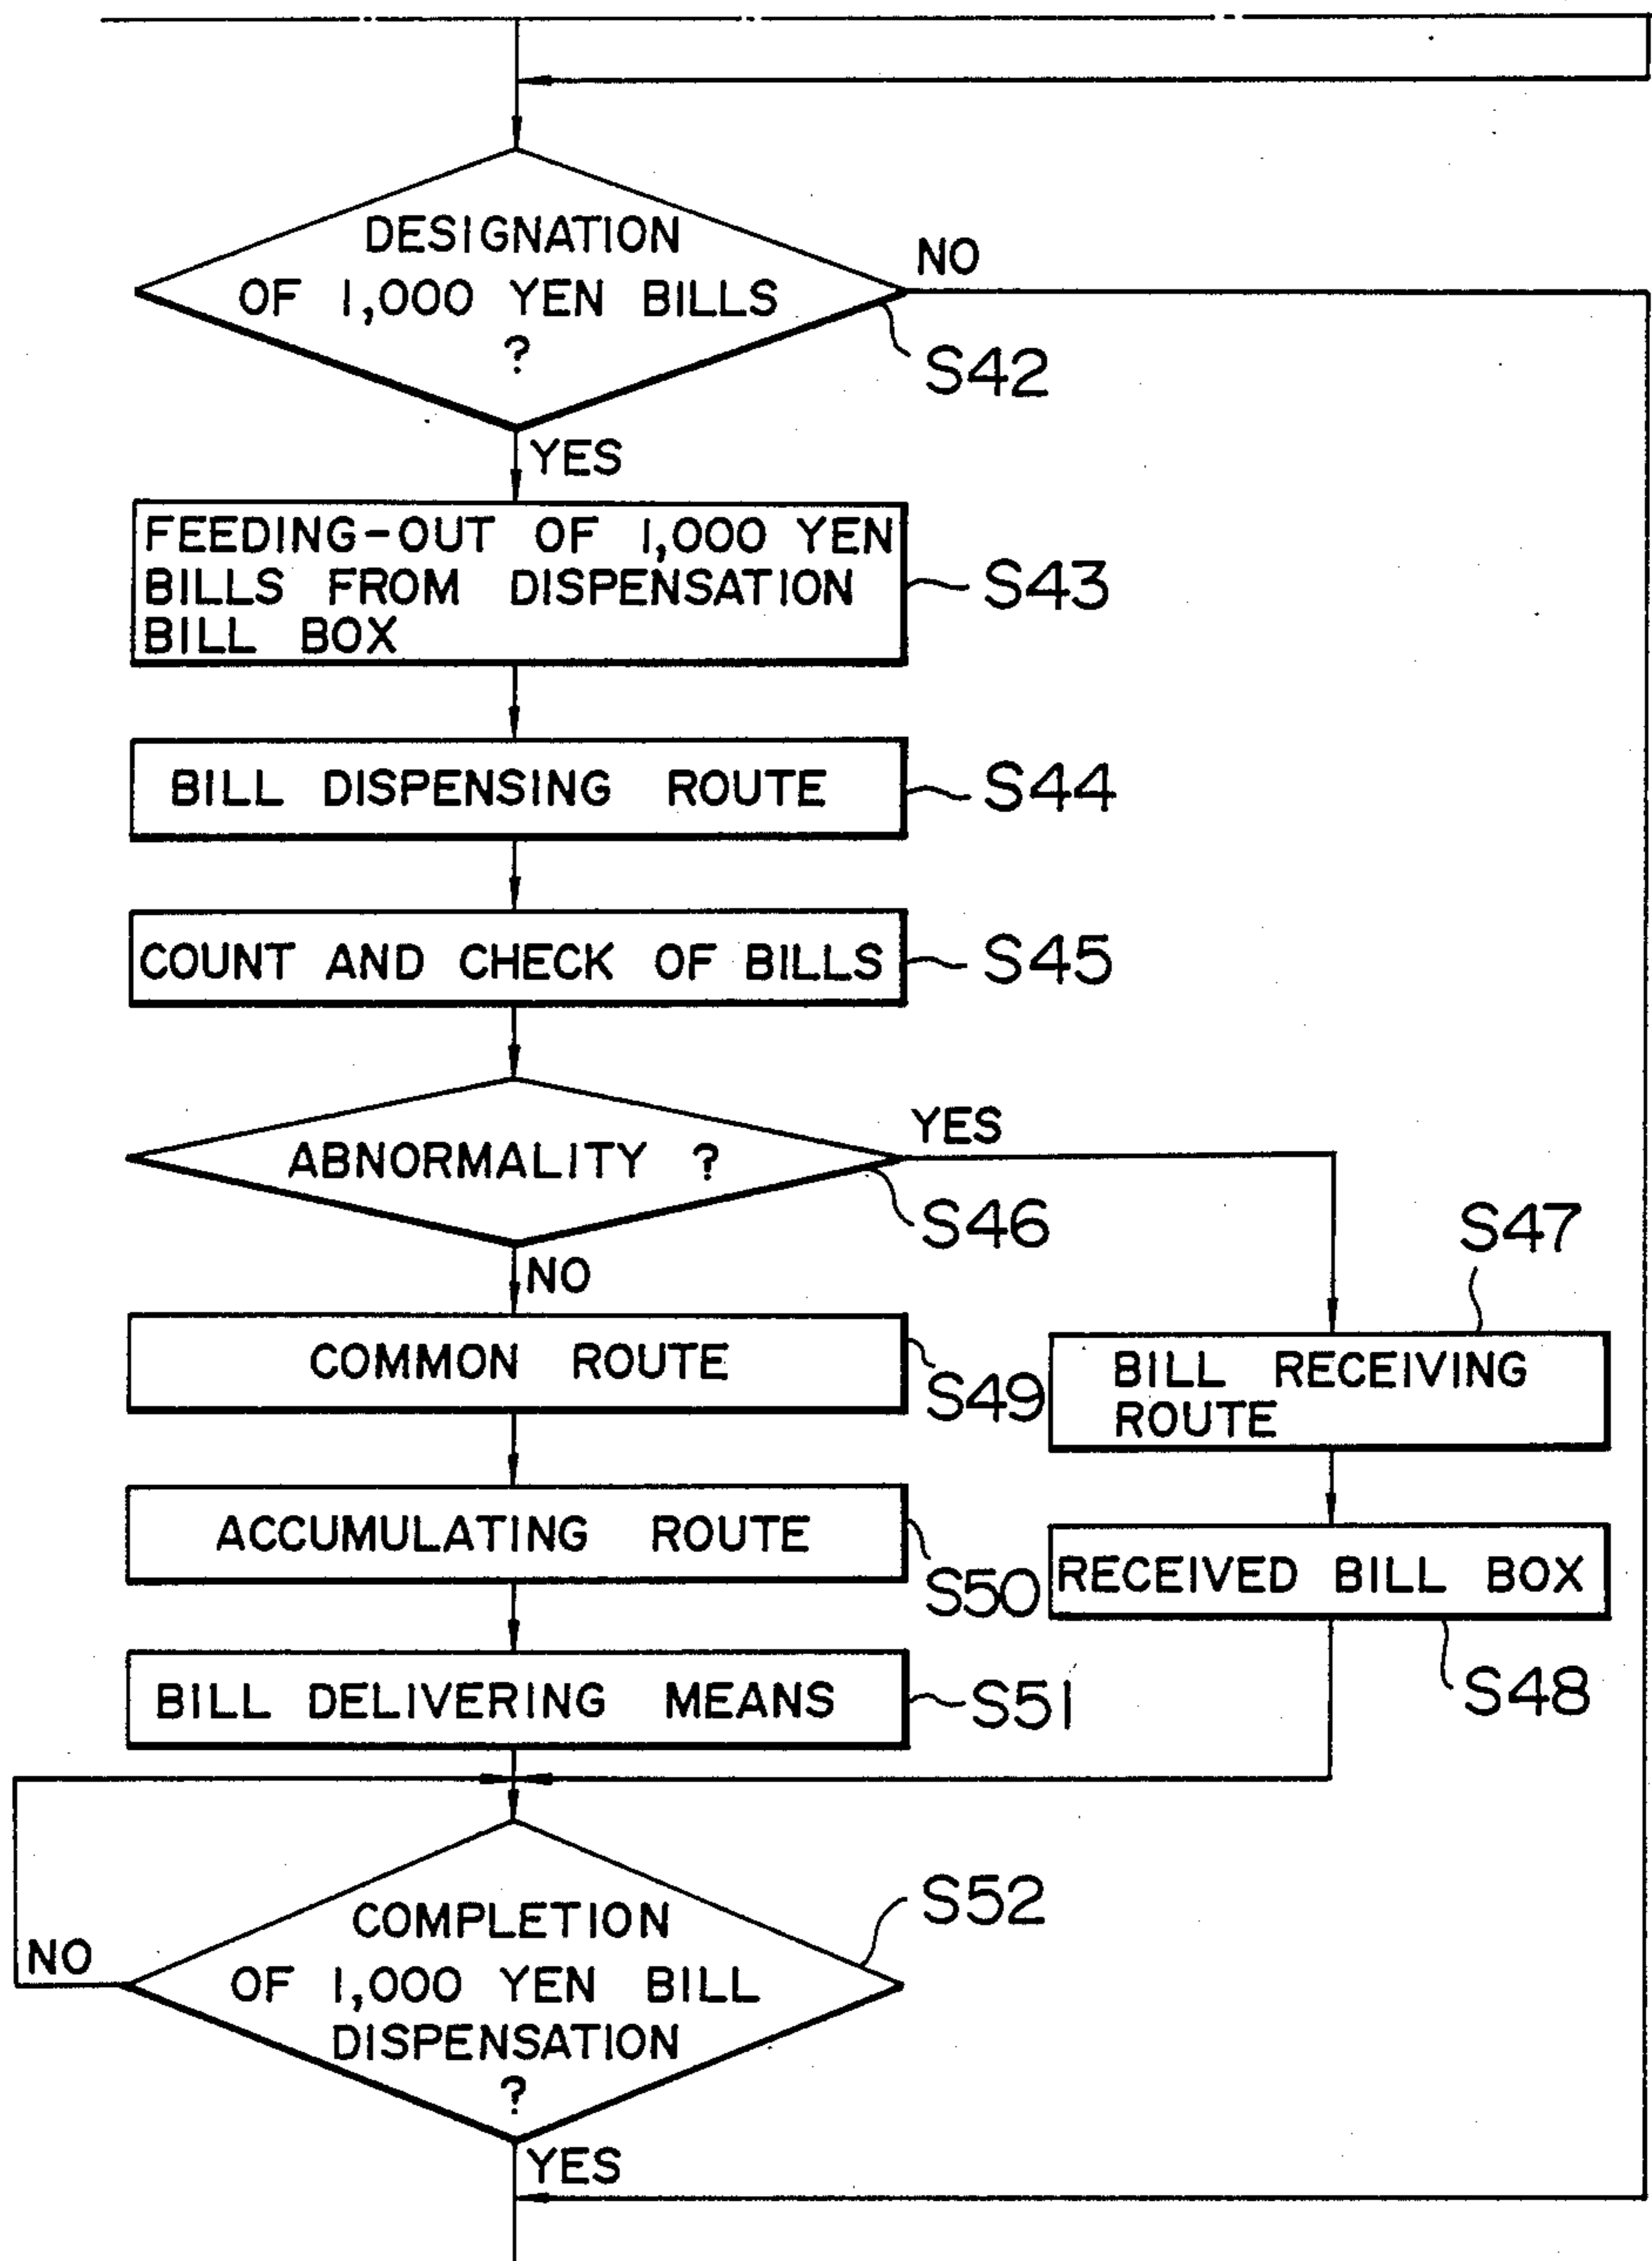 DESIGNATION
OF 1,000 YEN BILLS
?
NO
S42
YES
FEEDING-OUT OF 1,000 YEN
BILLS FROM DISPENSATION
BILL BOX
S43
BILL DISPENSING ROUTE
S44
COUNT AND CHECK OF BILLS
S45
ABNORMALITY ?
YES
S46
NO
S47
COMMON ROUTE
S49
BILL RECEIVING
ROUTE
ACCUMULATING ROUTE
S50
RECEIVED BILL BOX
S48
BILL DELIVERING MEANS
S51
COMPLETION
OF 1,000 YEN BILL
DISPENSATION
?
S52
NO
YES